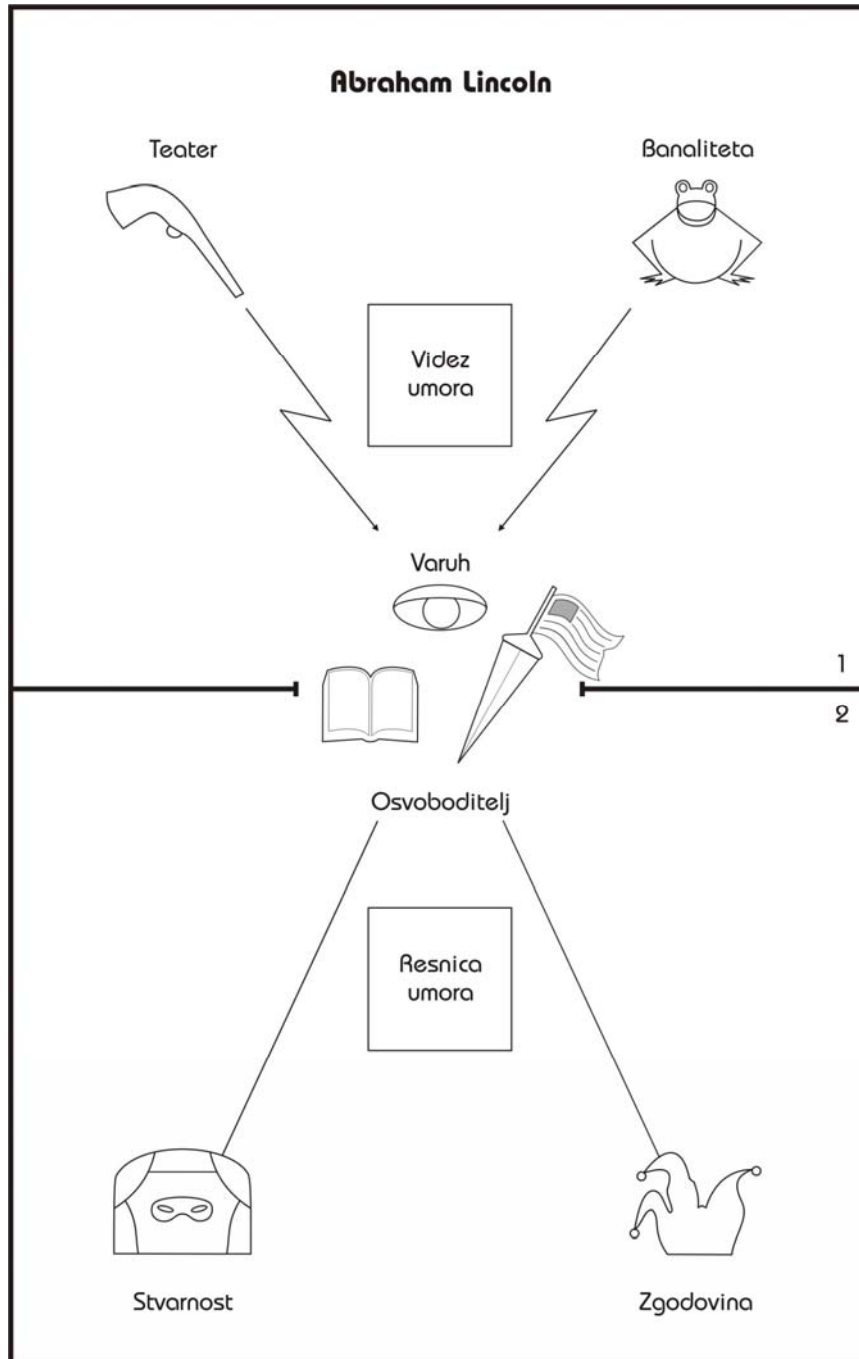 Abraham Lincoln
Teater
Banaliteta
Videz
umora
Varuh
1
2
Osvoboditelj
Resnica
umora
Stvarnost
Zgodovina